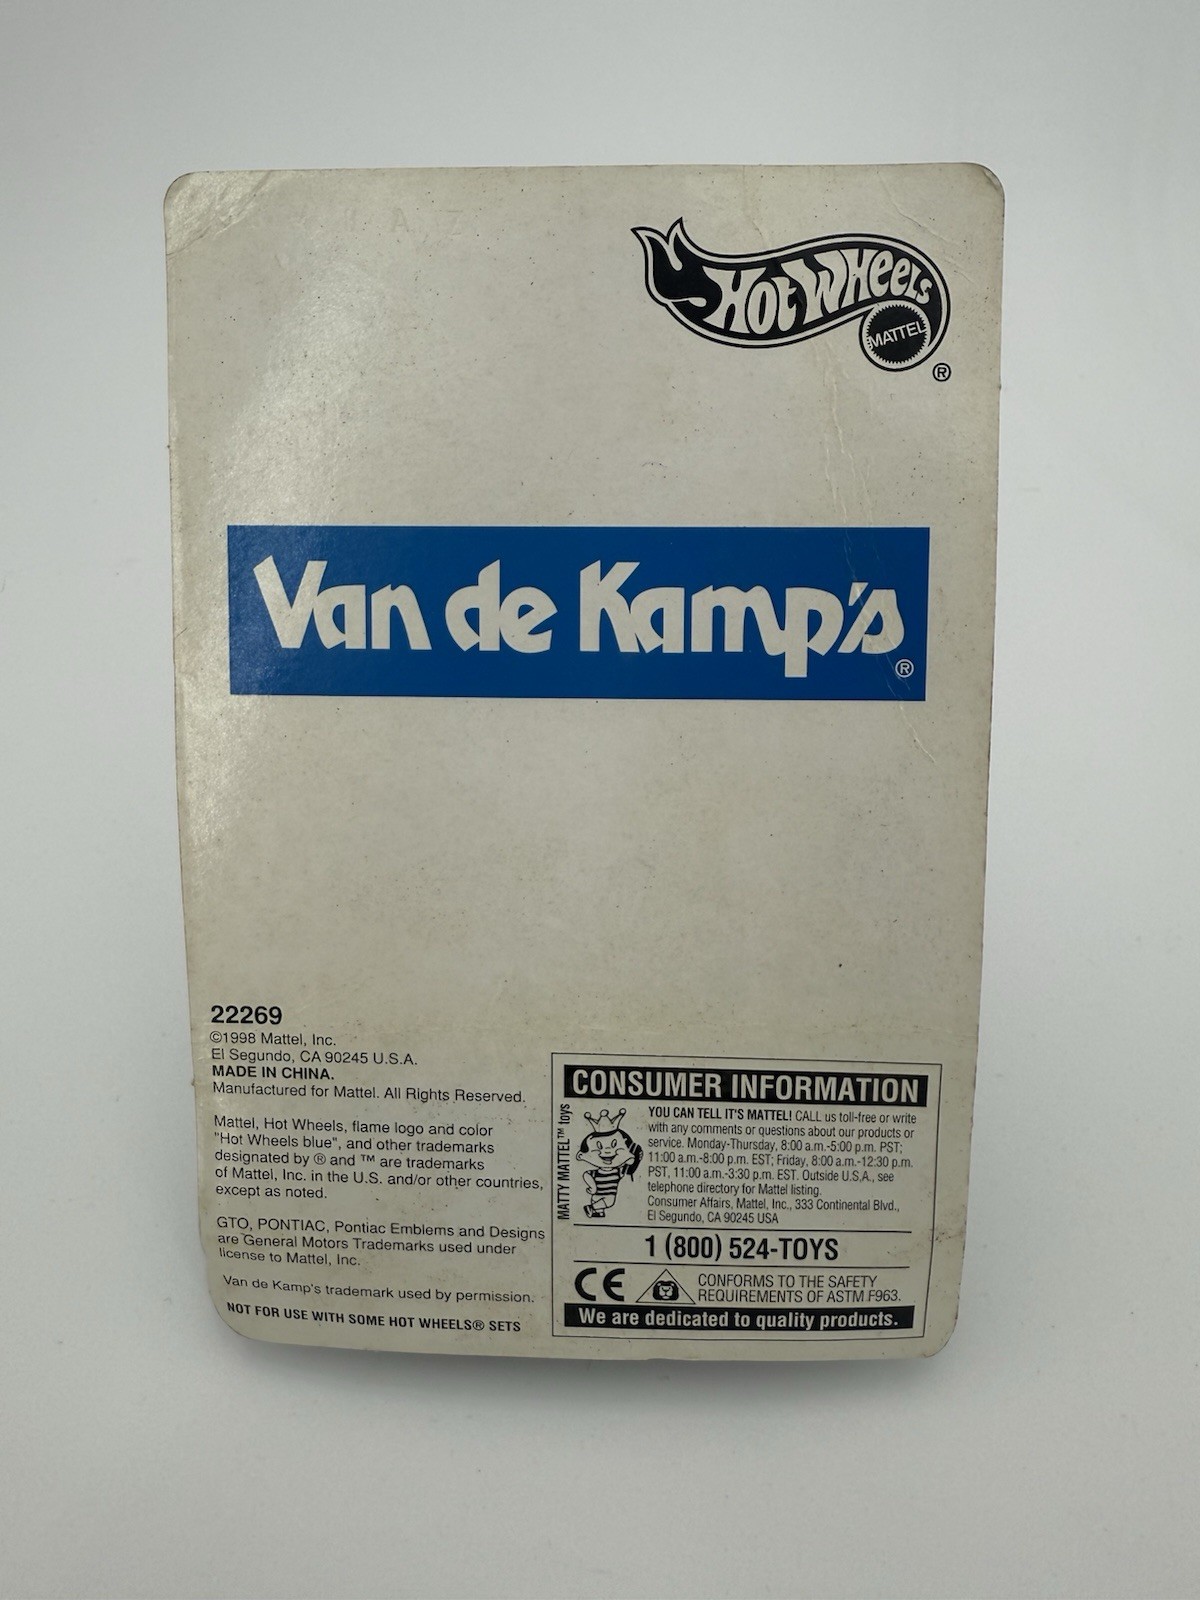 Hot Wheels
MATTEL
®
Van de Kamp's
®
22269
©1998 Mattel, Inc.
El Segundo, CA 90245 U.S.A.
MADE IN CHINA.
Manufactured for Mattel. All Rights Reserved.
Mattel, Hot Wheels, flame logo and color
"Hot Wheels blue", and other trademarks
designated by ® and ™ are trademarks
of Mattel, Inc. in the U.S. and/or other countries,
except as noted.
GTO, PONTIAC, Pontiac Emblems and Designs
are General Motors Trademarks used under
license to Mattel, Inc.
Van de Kamp's trademark used by permission.
NOT FOR USE WITH SOME HOT WHEELS® SETS
CONSUMER INFORMATION
MATTY MATTEL™ toys
YOU CAN TELL IT'S MATTEL! CALL us toll-free or write
with any comments or questions about our products or
service. Monday-Thursday, 8:00 a.m.-5:00 p.m. PST;
11:00 a.m.-8:00 p.m. EST; Friday, 8:00 a.m.-12:30 p.m.
PST, 11:00 a.m.-3:30 p.m. EST. Outside U.S.A., see
telephone directory for Mattel listing.
Consumer Affairs, Mattel, Inc., 333 Continental Blvd.,
El Segundo, CA 90245 USA
1 (800) 524-TOYS
CE
CONFORMS TO THE SAFETY
REQUIREMENTS OF ASTM F963.
We are dedicated to quality products.